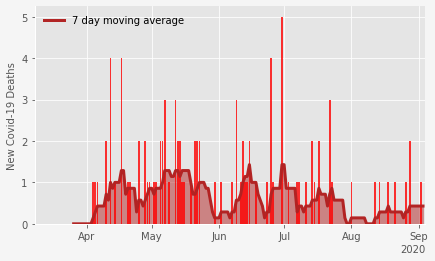 7 day moving average
New Covid-19 Deaths
5
4
3
2
1
0
Apr
May
Jun
Jul
Aug
Sep
2020